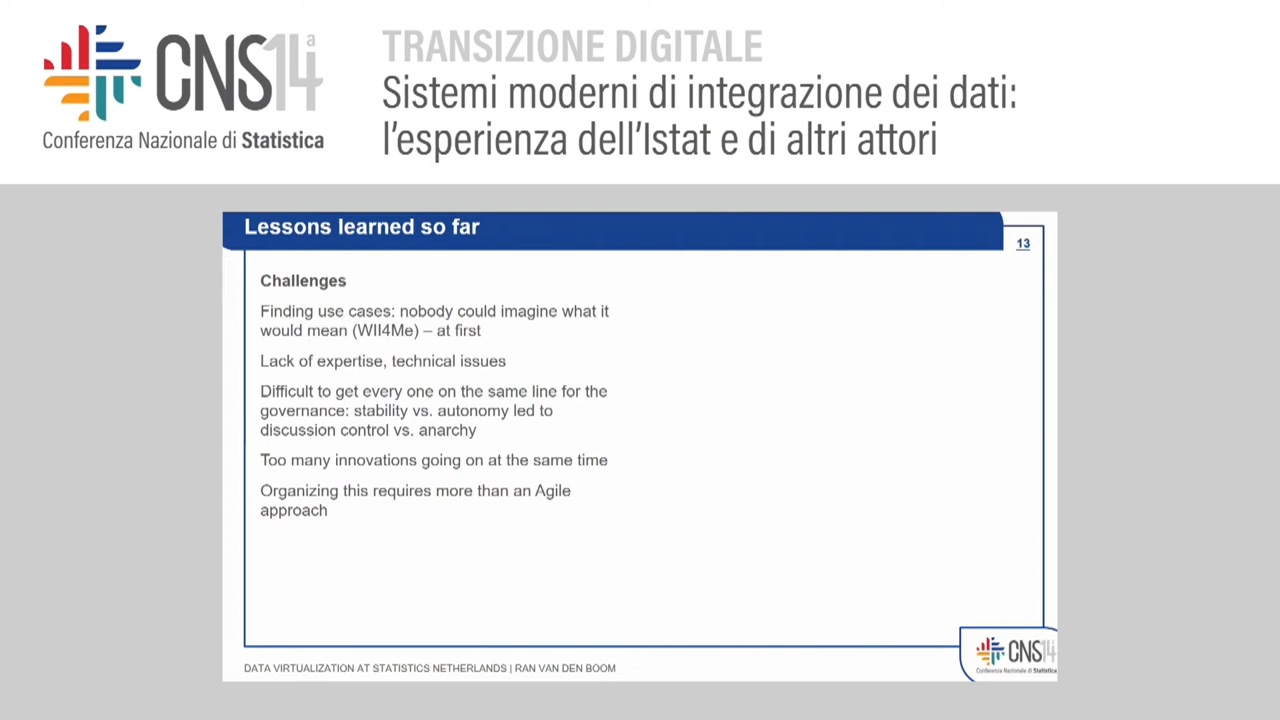 CNS14a
Conferenza Nazionale di Statistica
TRANSIZIONE DIGITALE
Sistemi moderni di integrazione dei dati:
l'esperienza dell'Istat e di altri attori
Lessons learned so far
13
Challenges
Finding use cases: nobody could imagine what it
would mean (WII4Me) – at first
Lack of expertise, technical issues
Difficult to get every one on the same line for the
governance: stability vs. autonomy led to
discussion control vs. anarchy
Too many innovations going on at the same time
Organizing this requires more than an Agile
approach
DATA VIRTUALIZATION AT STATISTICS NETHERLANDS | RAN VAN DEN BOOM
CNS14
Conferenza Nazionale di Statistica